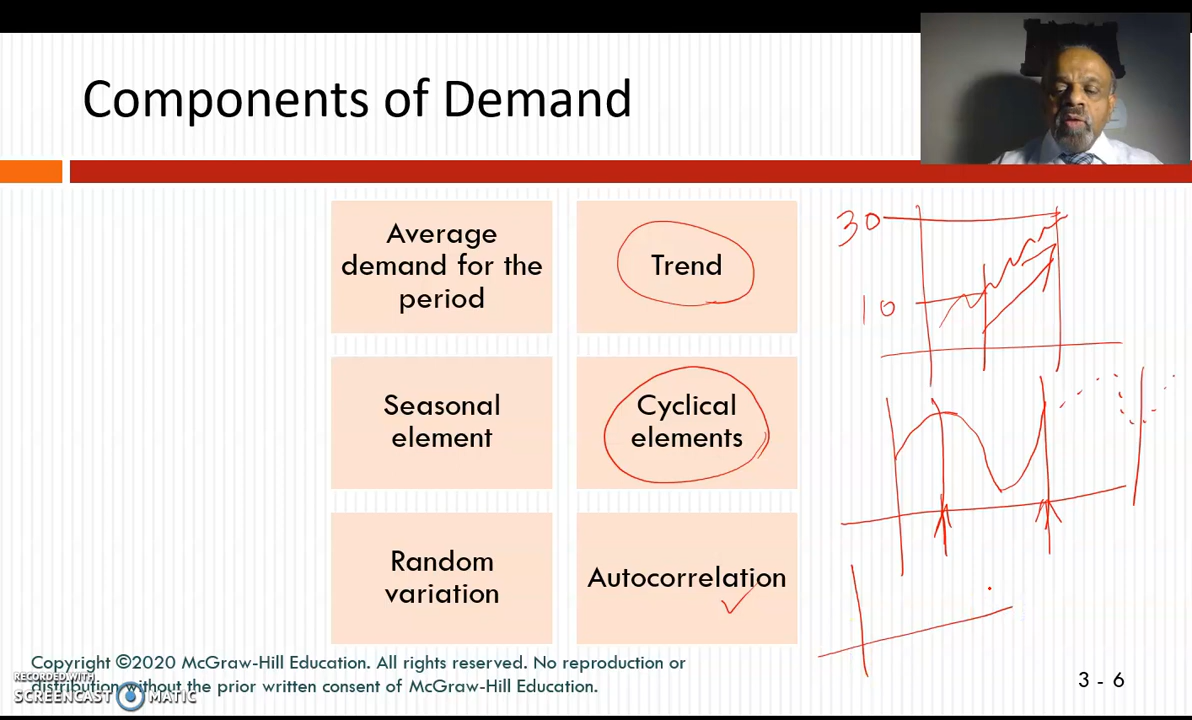 Components of Demand
Average
demand for the
period
Trend
Seasonal
element
Cyclical
elements
Random
variation
Autocorrelation
30
10
Copyright ©2020 McGraw-Hill Education. All rights reserved. No reproduction or
distribution without the prior written consent of McGraw-Hill Education.
RECORDED WITH
SCREENCAST MATIC
3 - 6